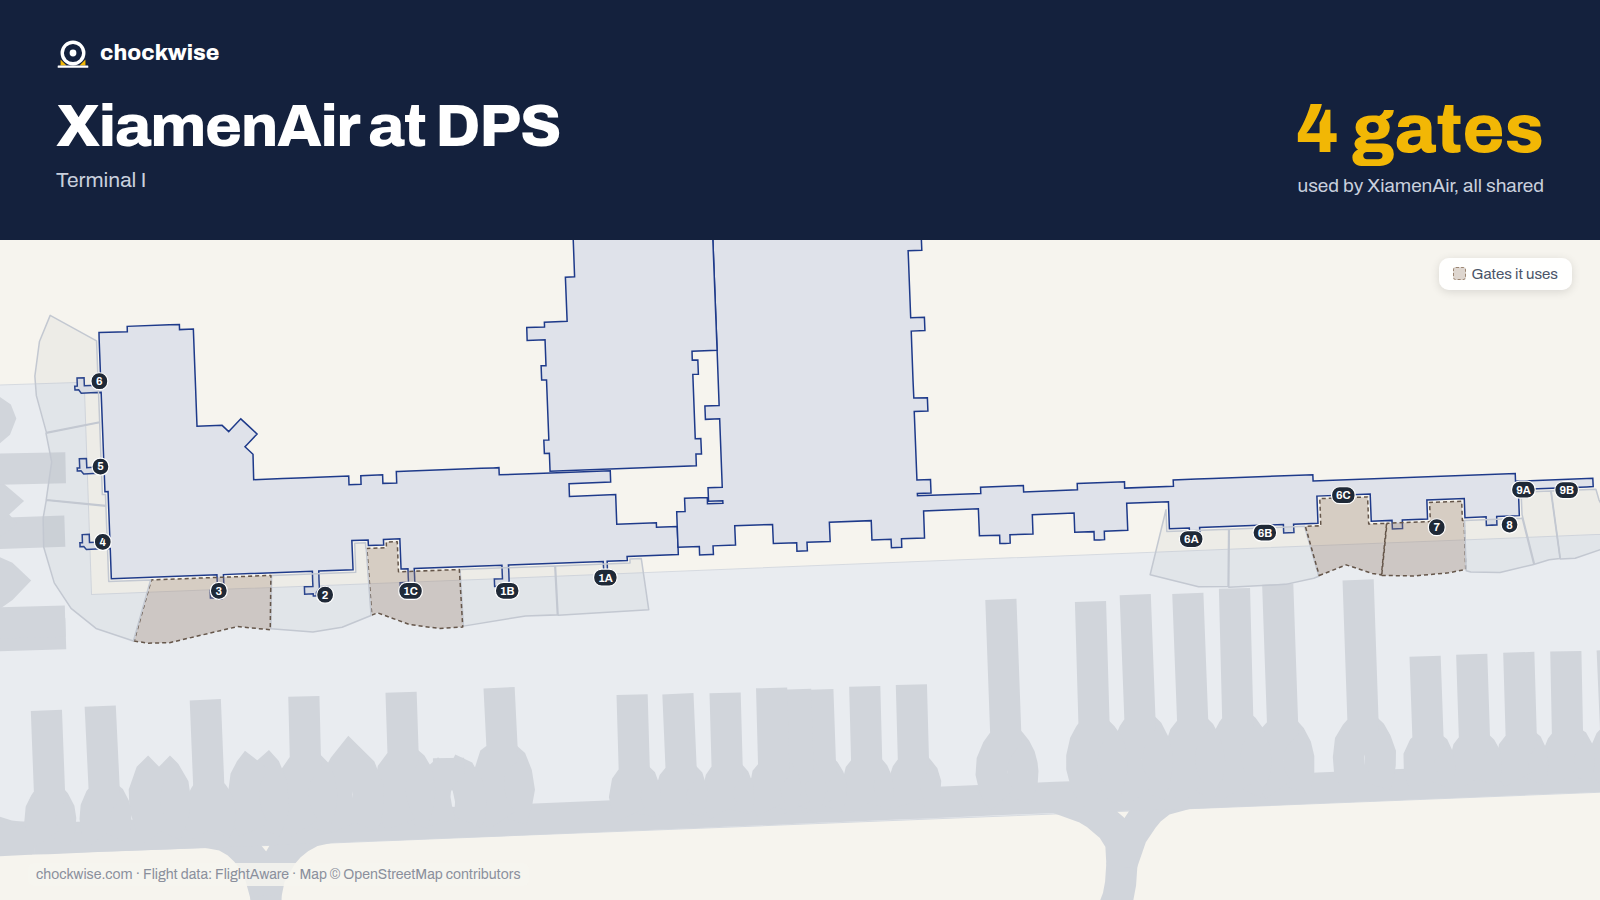 chockwise
XiamenAir at DPS
Terminal I
4 gates
used by XiamenAir, all shared
Gates it uses
6
5
4
3
2
1C
1B
1A
6A
6B
6C
7
8
9A
9B
chockwise.com · Flight data: FlightAware · Map © OpenStreetMap contributors